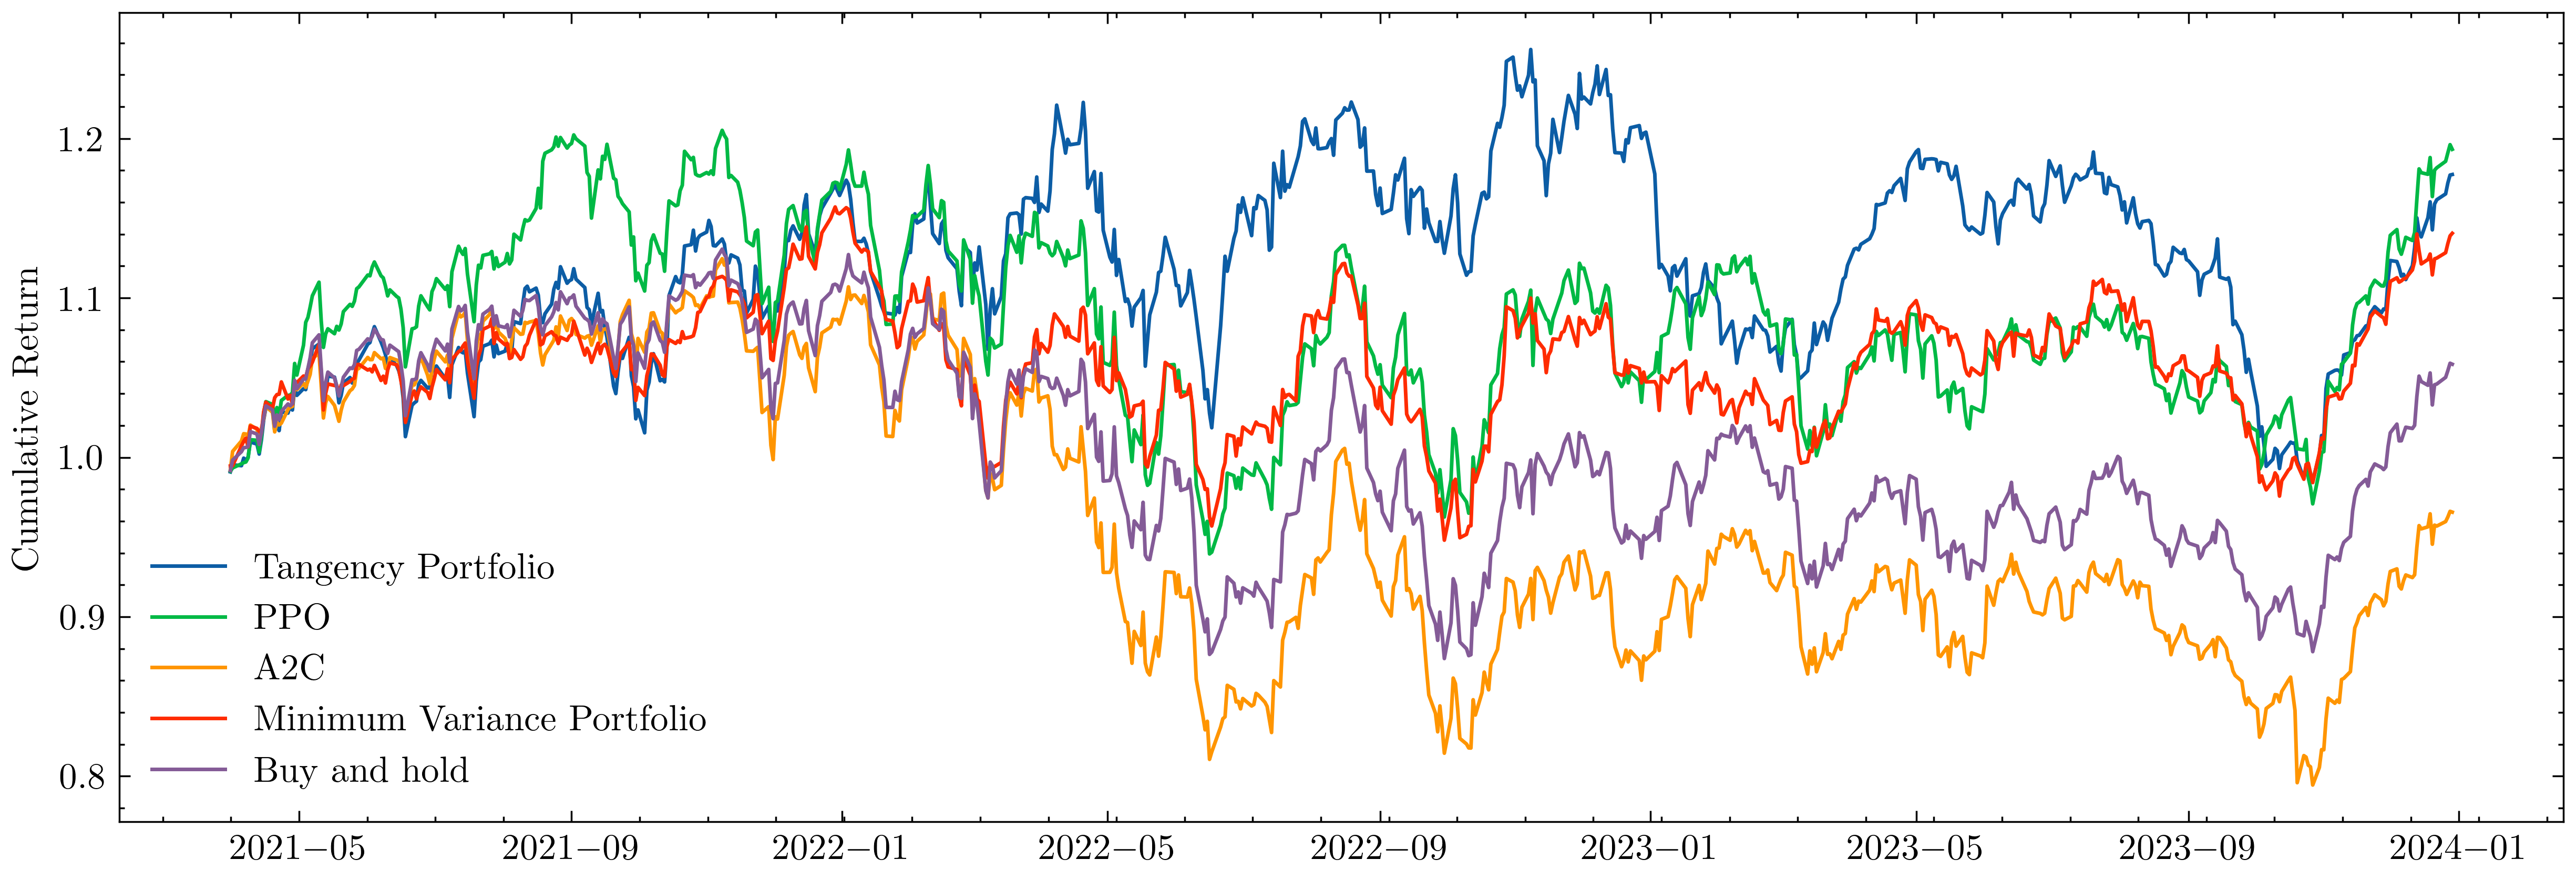 Cumulative Return
1.2
1.1
1.0
0.9
0.8
Tangency Portfolio
PPO
A2C
Minimum Variance Portfolio
Buy and hold
2021−05 2021−09 2022−01 2022−05 2022−09 2023−01 2023−05 2023−09 2024−01